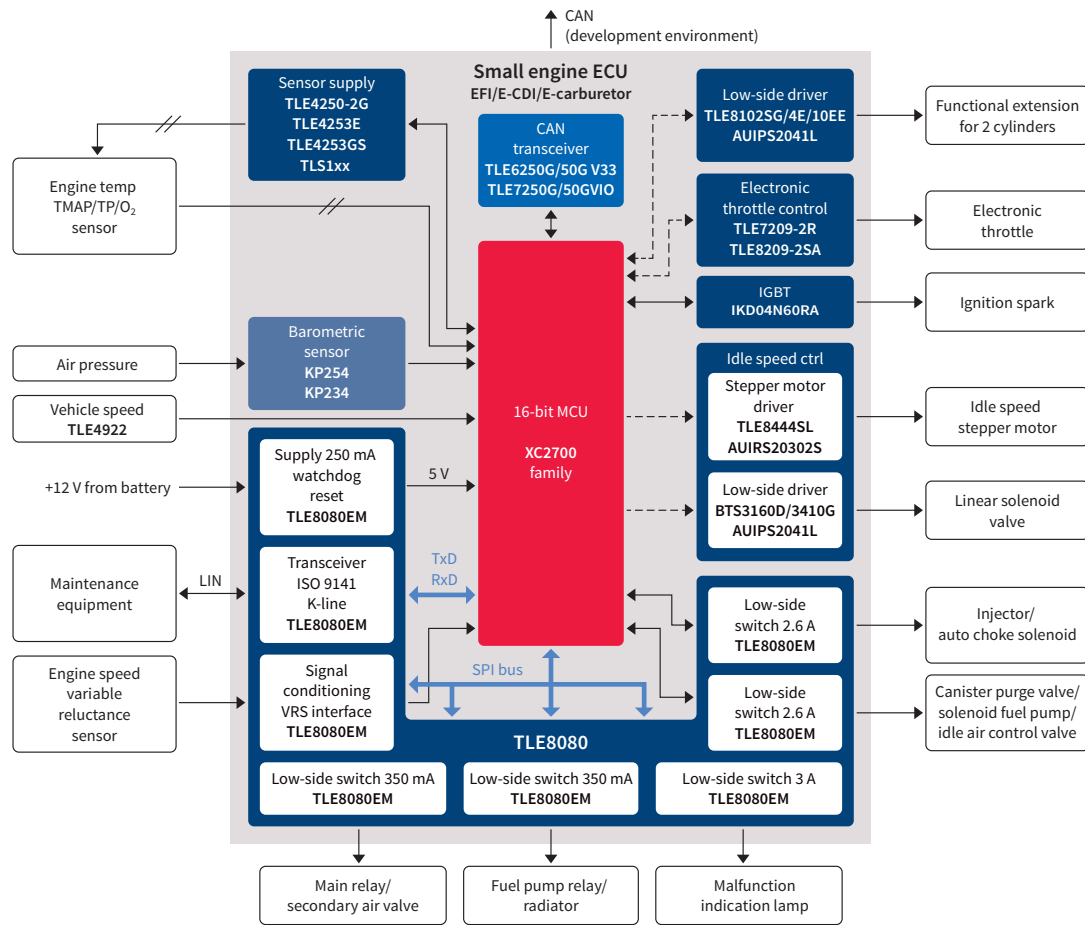 CAN
(development environment)
Small engine ECU
EFI/E-CDI/E-carburetor
Sensor supply
TLE4250-2G
TLE4253E
TLE4253GS
TLS1xx
CAN
transceiver
TLE6250G/50G V33
TLE7250G/50GVIO
Low-side driver
TLE8102SG/4E/10EE
AUIPS2041L
Functional extension
for 2 cylinders
Engine temp
TMAP/TP/O₂
sensor
Electronic
throttle control
TLE7209-2R
TLE8209-2SA
Electronic
throttle
IGBT
IKD04N60RA
Ignition spark
Air pressure
Barometric
sensor
KP254
KP234
Vehicle speed
TLE4922
16-bit MCU
XC2700
family
Idle speed ctrl
Stepper motor
driver
TLE8444SL
AUIRS20302S
Idle speed
stepper motor
Low-side driver
BTS3160D/3410G
AUIPS2041L
Linear solenoid
valve
+12 V from battery
Supply 250 mA
watchdog
reset
TLE8080EM
5 V
Maintenance
equipment
LIN
Transceiver
ISO 9141
K-line
TLE8080EM
TxD
RxD
Engine speed
variable
reluctance
sensor
Signal
conditioning
VRS interface
TLE8080EM
SPI bus
Low-side
switch 2.6 A
TLE8080EM
Injector/
auto choke solenoid
Low-side
switch 2.6 A
TLE8080EM
Canister purge valve/
solenoid fuel pump/
idle air control valve
TLE8080
Low-side switch 350 mA
TLE8080EM
Low-side switch 350 mA
TLE8080EM
Low-side switch 3 A
TLE8080EM
Main relay/
secondary air valve
Fuel pump relay/
radiator
Malfunction
indication lamp